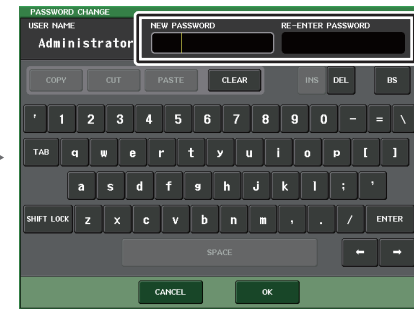 PASSWORD CHANGE
USER NAME NEW PASSWORD RE-ENTER PASSWORD
Administrator
COPY CUT PASTE CLEAR INS DEL BS
' 1 2 3 4 5 6 7 8 9 0 - = \
TAB q w e r t y u i o p [ ]
a s d f g h j k l ; '
SHIFT LOCK z x c v b n m , . / ENTER
SPACE ← →
CANCEL OK